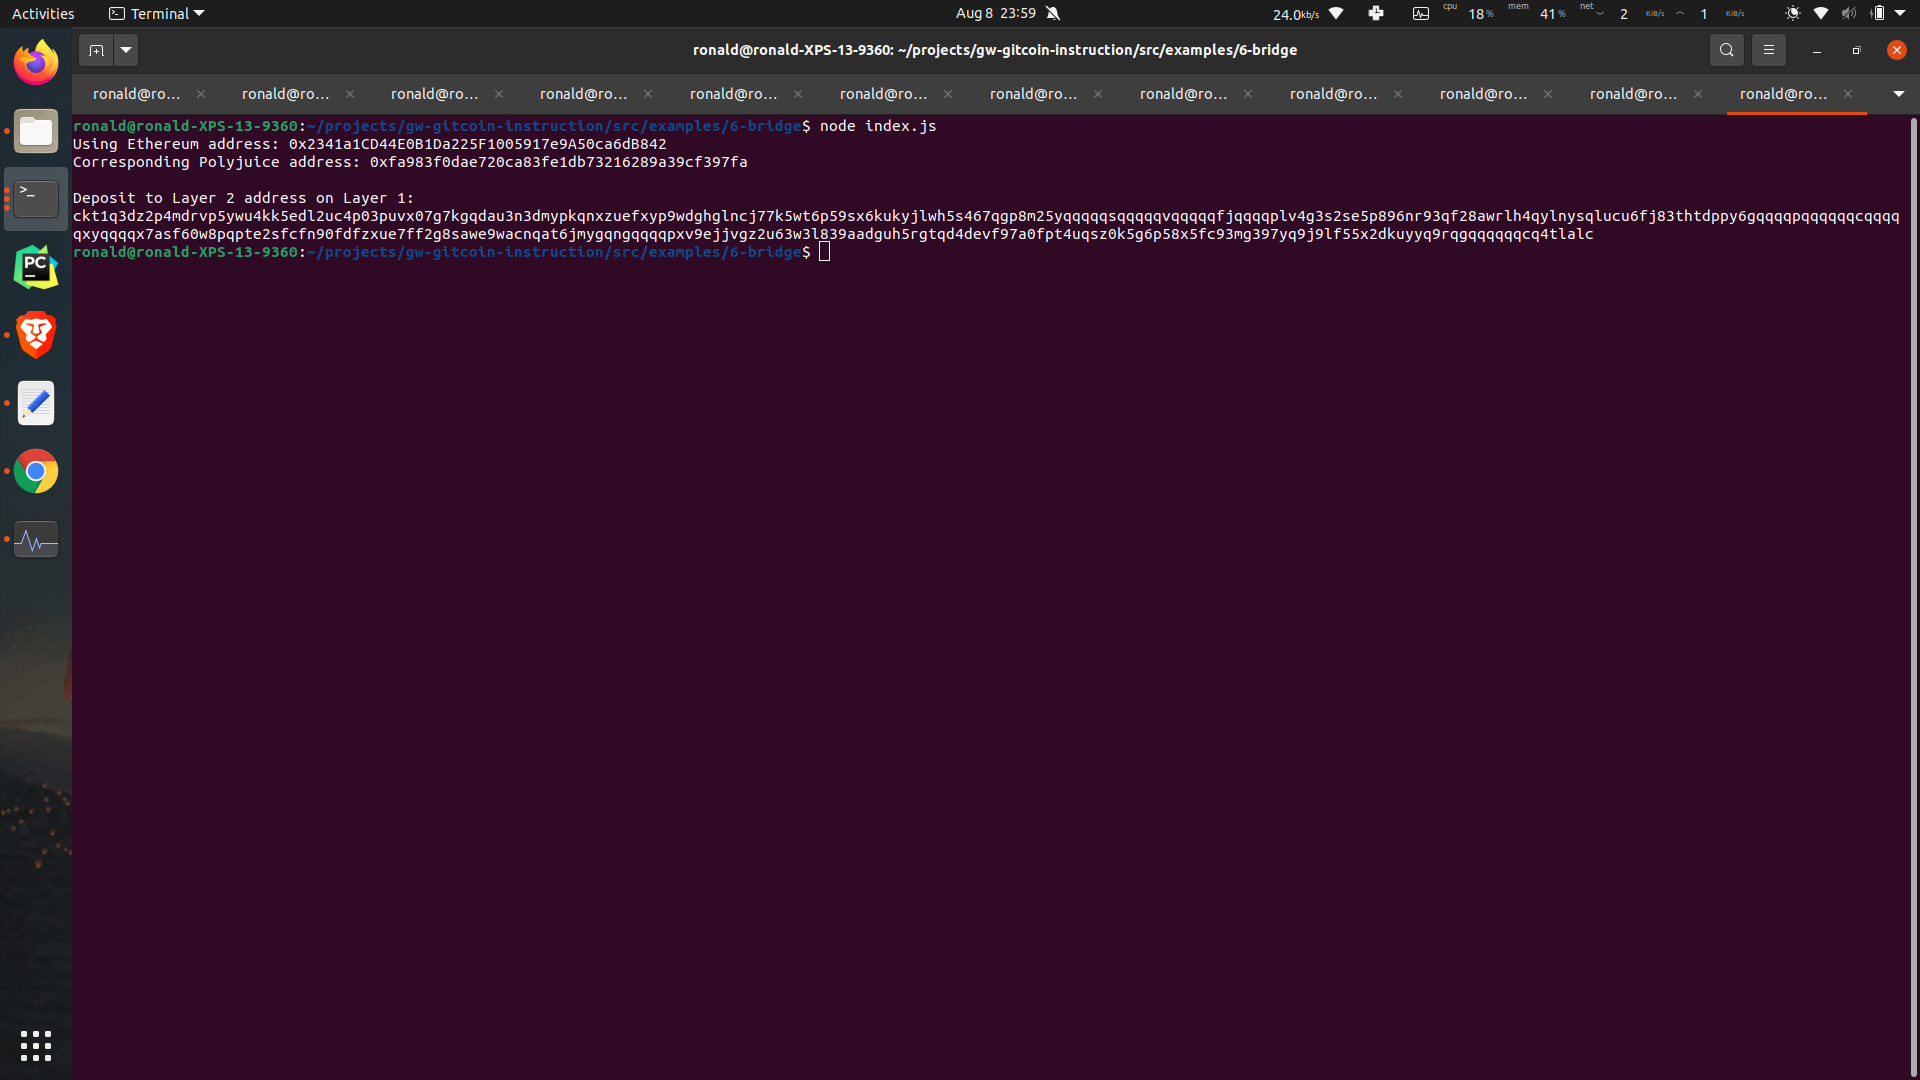 Activities Terminal Aug 8 23:59 24.0kb/s cpu 18% mem 41% net 2 KiB/s 1 KiB/s
ronald@ronald-XPS-13-9360: ~/projects/gw-gitcoin-instruction/src/examples/6-bridge
ronald@ro... ronald@ro... ronald@ro... ronald@ro... ronald@ro... ronald@ro... ronald@ro... ronald@ro... ronald@ro... ronald@ro... ronald@ro... ronald@ro...
ronald@ronald-XPS-13-9360:~/projects/gw-gitcoin-instruction/src/examples/6-bridge$ node index.js
Using Ethereum address: 0x2341a1CD44E0B1Da225F1005917e9A50ca6dB842
Corresponding Polyjuice address: 0xfa983f0dae720ca83fe1db73216289a39cf397fa
Deposit to Layer 2 address on Layer 1:
ckt1q3dz2p4mdrvp5ywu4kk5edl2uc4p03puvx07g7kgqdau3n3dmypkqnxzuefxyp9wdghglncj77k5wt6p59sx6kukyjlwh5s467qgp8m25yqqqqqsqqqqqvqqqqqfjqqqqplv4g3s2se5p896nr93qf28awrlh4qylnysqlucu6fj83thtdppy6gqqqqpqqqqqqcqqqq
qxyqqqqx7asf60w8pqpte2sfcfn90fdfzxue7ff2g8sawe9wacnqat6jmygqngqqqqpxv9ejjvgz2u63w3l839aadguh5rgtqd4devf97a0fpt4uqsz0k5g6p58x5fc93mg397yq9j9lf55x2dkuyyq9rqgqqqqqqcq4tlalc
ronald@ronald-XPS-13-9360:~/projects/gw-gitcoin-instruction/src/examples/6-bridge$
PC